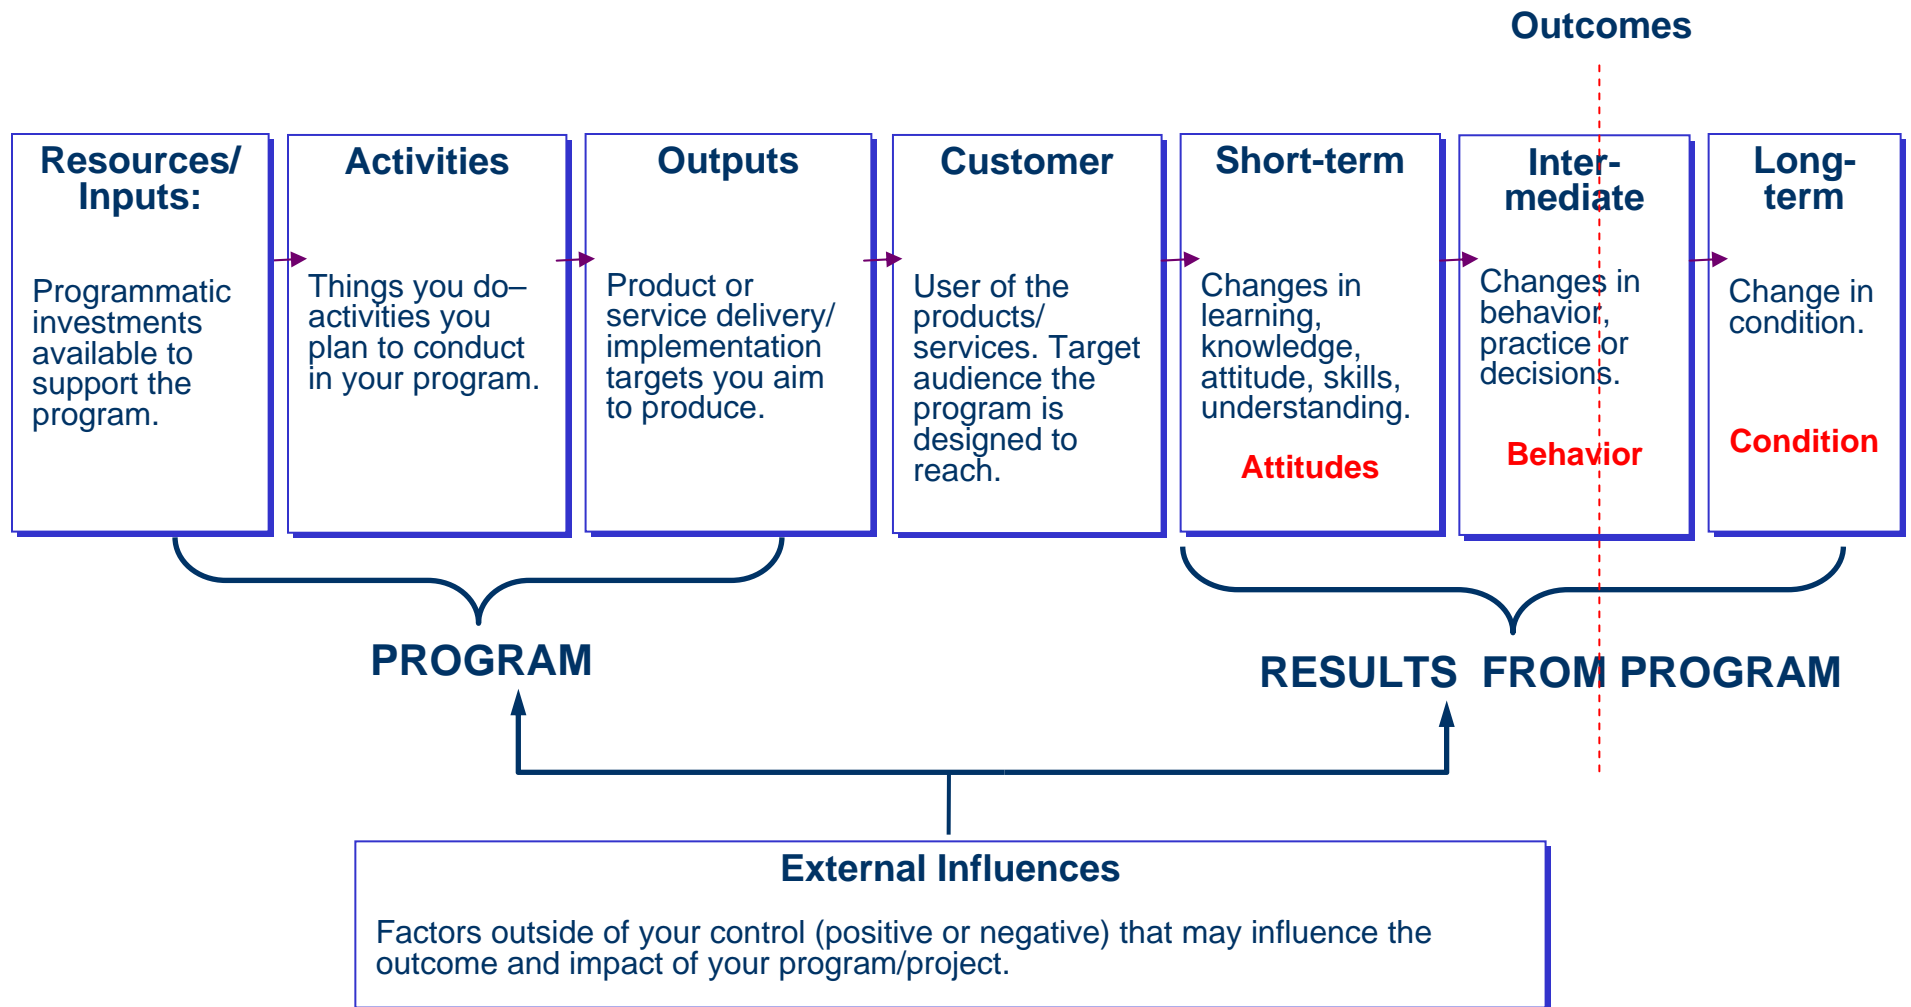 Outcomes
Resources/
Inputs:
Programmatic
investments
available to
support the
program.
Activities
Things you do–
activities you
plan to conduct
in your program.
Outputs
Product or
service delivery/
implementation
targets you aim
to produce.
Customer
User of the
products/
services. Target
audience the
program is
designed to
reach.
Short-term
Changes in
learning,
knowledge,
attitude, skills,
understanding.
Attitudes
Inter-
mediate
Changes in
behavior,
practice or
decisions.
Behavior
Long-
term
Change in
condition.
Condition
PROGRAM
RESULTS FROM PROGRAM
External Influences
Factors outside of your control (positive or negative) that may influence the
outcome and impact of your program/project.